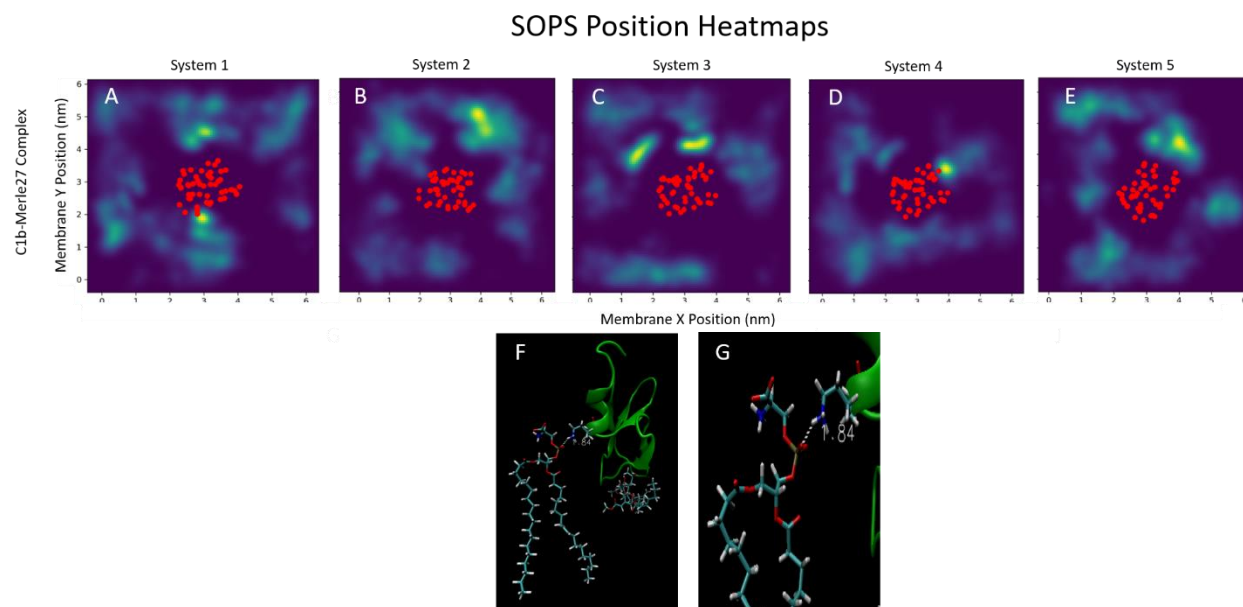 SOPS Position Heatmaps
System 1 System 2 System 3 System 4 System 5
A B C D E
C1b-Merle27 Complex
Membrane Y Position (nm)
6
5
4
3
2
1
0
0 1 2 3 4 5 6 0 1 2 3 4 5 6 0 1 2 3 4 5 6 0 1 2 3 4 5 6 0 1 2 3 4 5 6
Membrane X Position (nm)
F G
1.84